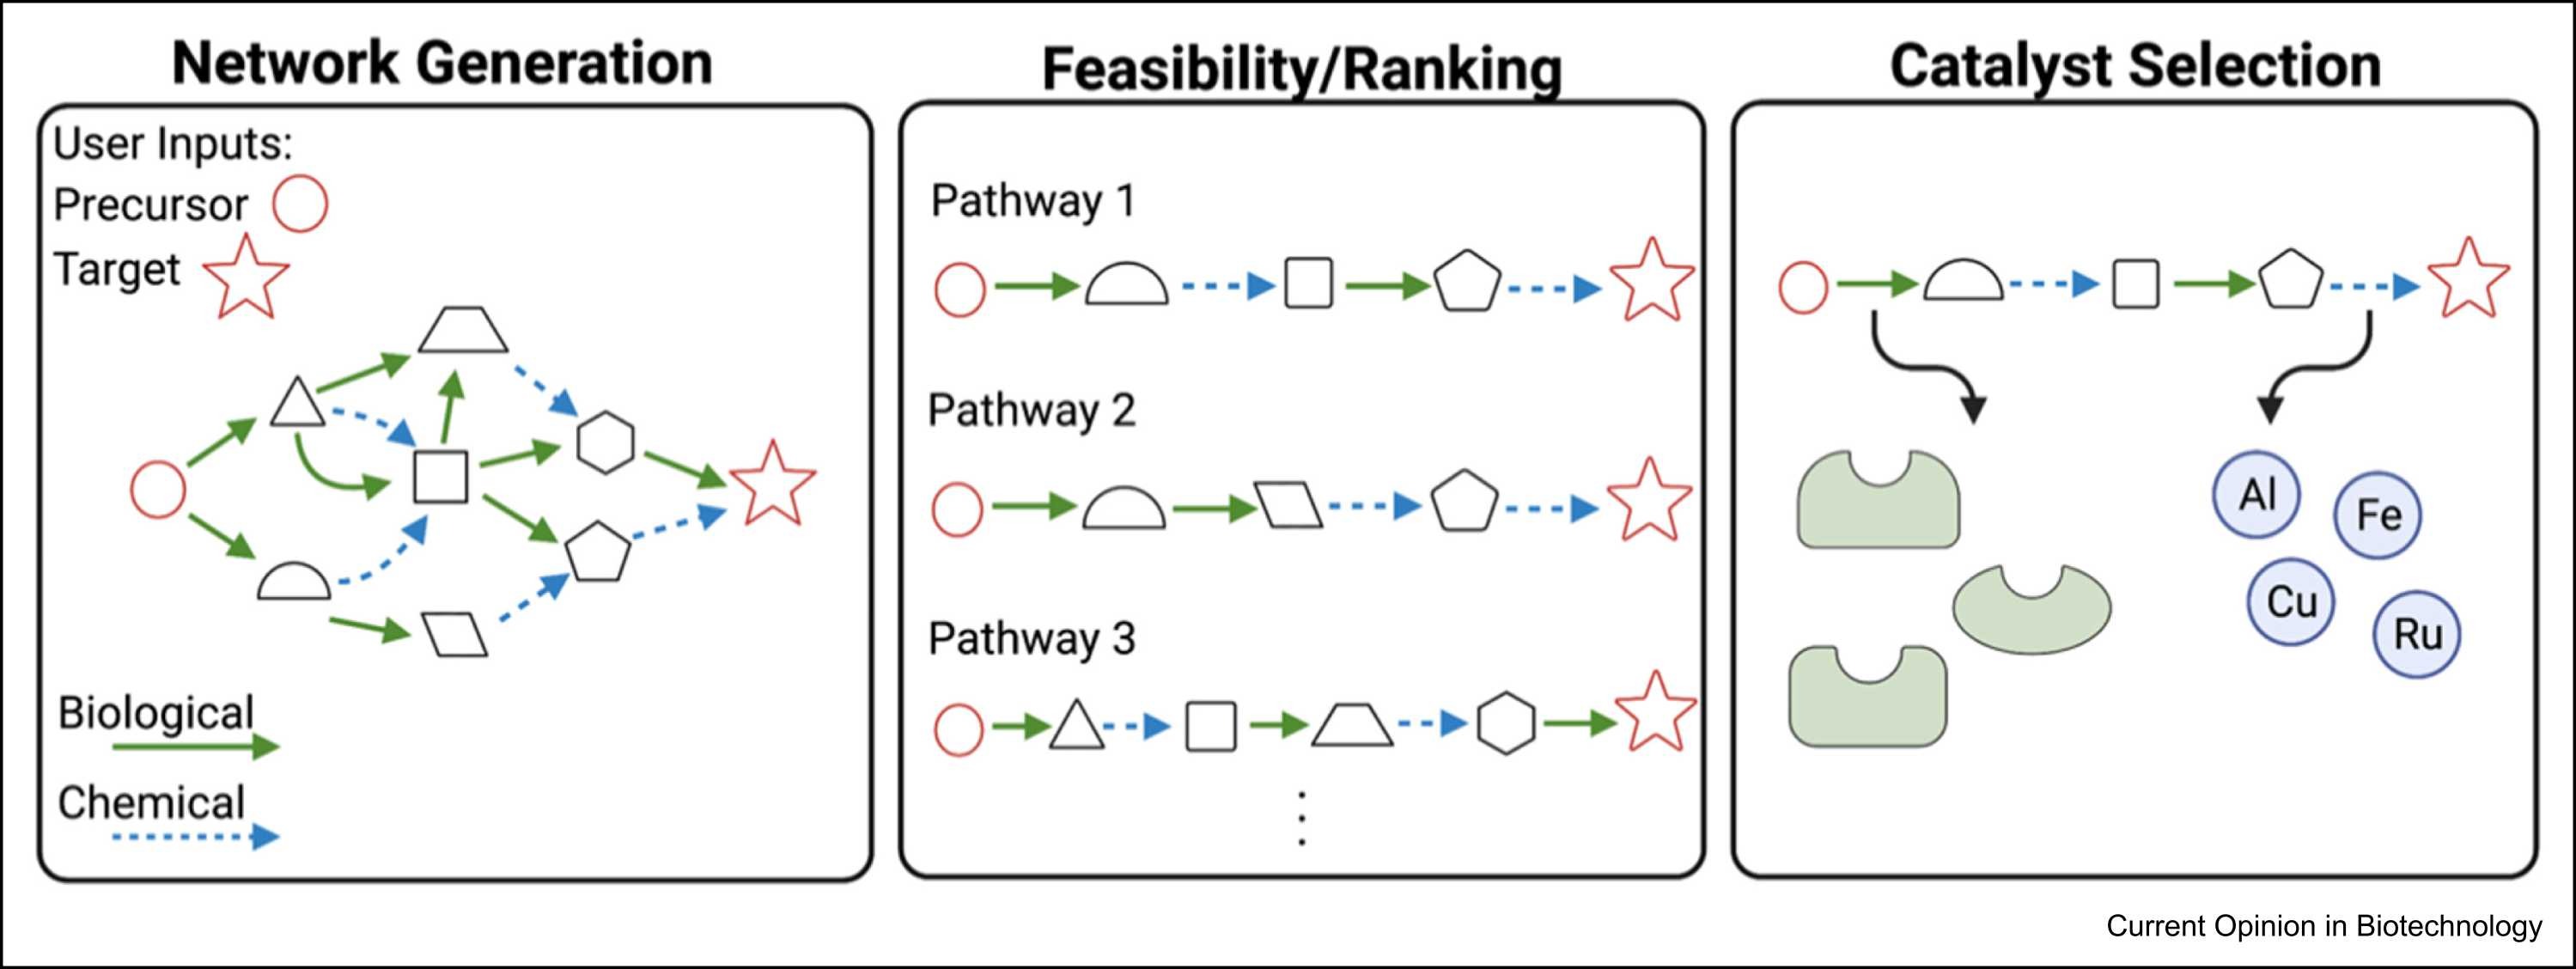 Network Generation
User Inputs:
Precursor
Target
Biological
Chemical
Feasibility/Ranking
Pathway 1
Pathway 2
Pathway 3
Catalyst Selection
Al
Fe
Cu
Ru
Current Opinion in Biotechnology